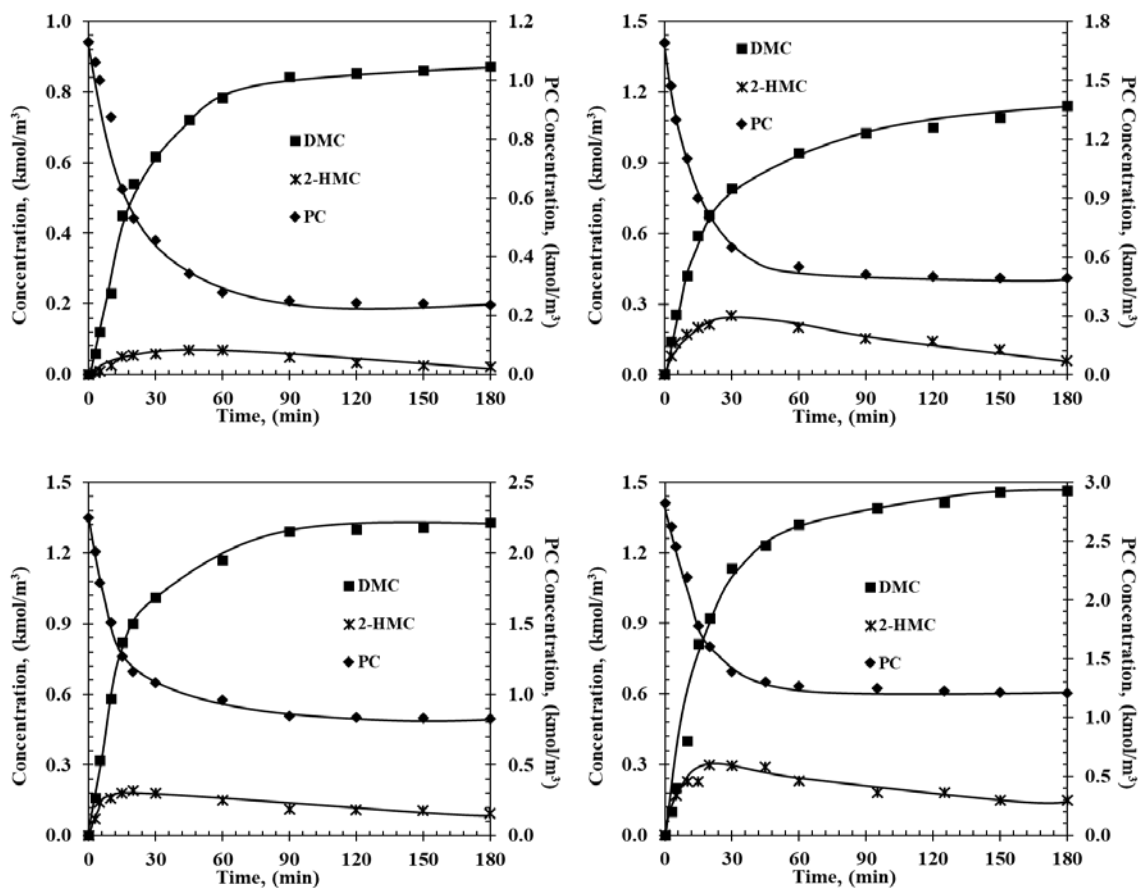 1.0
0.8
0.6
0.4
0.2
0.0
Concentration, (kmol/m³)
DMC
2-HMC
PC
1.2
1.0
0.8
0.6
0.4
0.2
0.0
PC Concentration, (kmol/m³)
0 30 60 90 120 150 180
Time, (min)
1.5
1.2
0.9
0.6
0.3
0.0
Concentration, (kmol/m³)
DMC
2-HMC
PC
1.8
1.5
1.2
0.9
0.6
0.3
0.0
PC Concentration, (kmol/m³)
0 30 60 90 120 150 180
Time, (min)
1.5
1.2
0.9
0.6
0.3
0.0
Concentration, (kmol/m³)
DMC
2-HMC
PC
2.5
2.0
1.5
1.0
0.5
0.0
PC Concentration, (kmol/m³)
0 30 60 90 120 150 180
Time, (min)
1.5
1.2
0.9
0.6
0.3
0.0
Concentration, (kmol/m³)
DMC
2-HMC
PC
3.0
2.5
2.0
1.5
1.0
0.5
0.0
PC Concentration, (kmol/m³)
0 30 60 90 120 150 180
Time, (min)